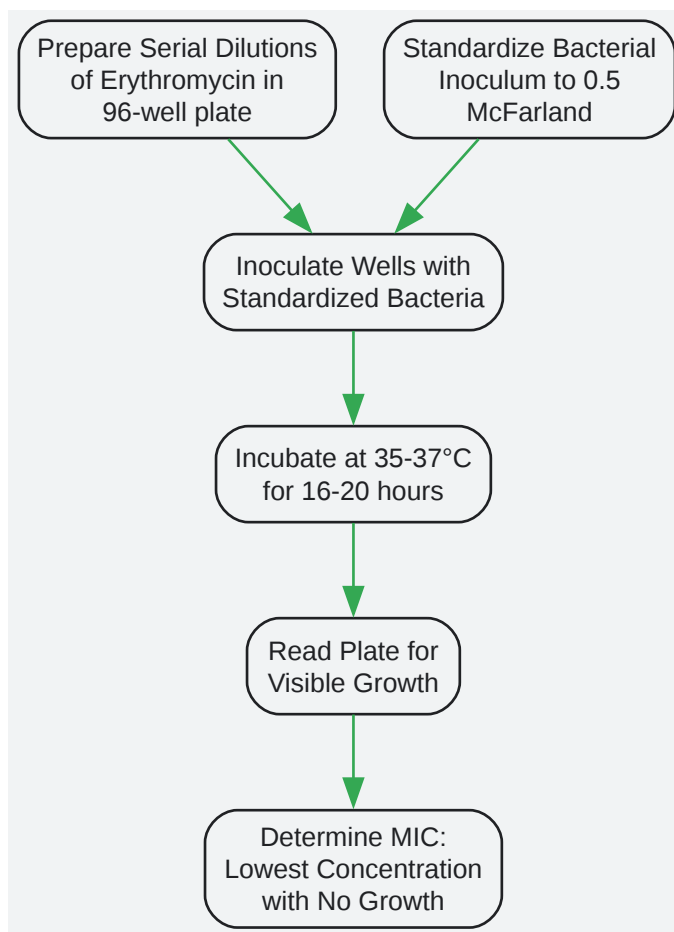 Prepare Serial Dilutions
of Erythromycin in
96-well plate
Standardize Bacterial
Inoculum to 0.5
McFarland
Inoculate Wells with
Standardized Bacteria
Incubate at 35-37°C
for 16-20 hours
Read Plate for
Visible Growth
Determine MIC:
Lowest Concentration
with No Growth